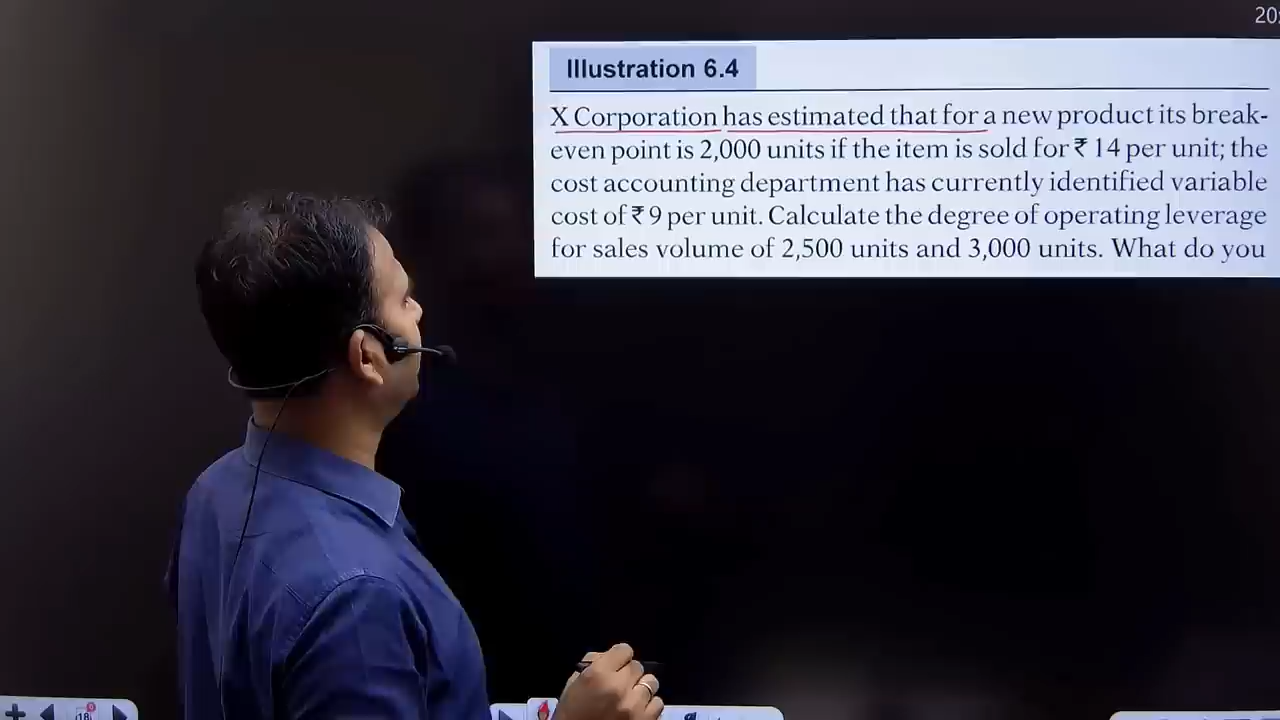 20:
Illustration 6.4
X Corporation has estimated that for a new product its break-
even point is 2,000 units if the item is sold for ₹ 14 per unit; the
cost accounting department has currently identified variable
cost of ₹ 9 per unit. Calculate the degree of operating leverage
for sales volume of 2,500 units and 3,000 units. What do you
18